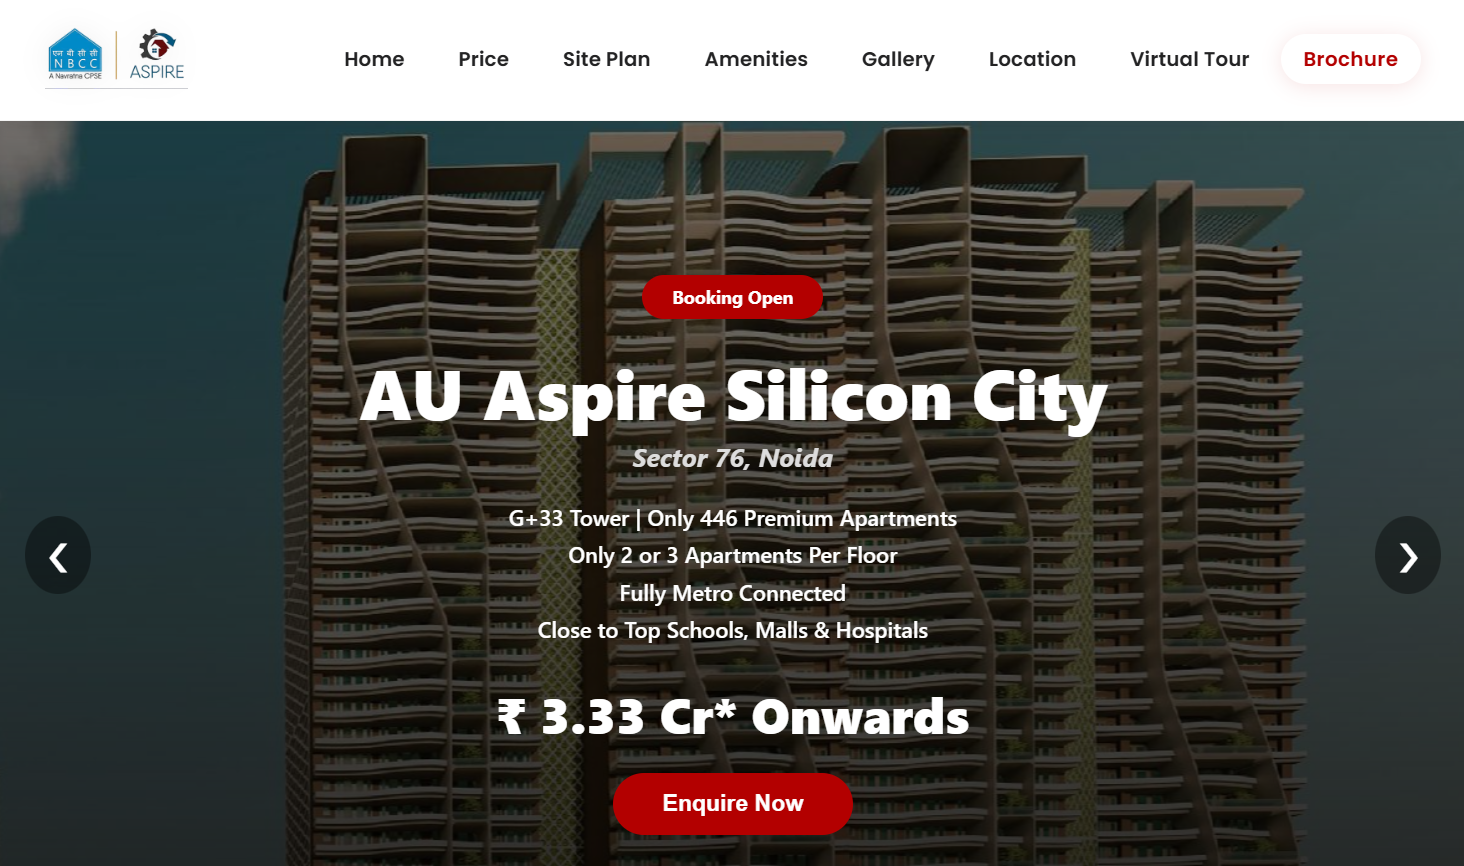 एन बी सी सी
NBCC
A Navratna CPSE
ASPIRE
Home
Price
Site Plan
Amenities
Gallery
Location
Virtual Tour
Brochure
Booking Open
AU Aspire Silicon City
Sector 76, Noida
G+33 Tower | Only 446 Premium Apartments
Only 2 or 3 Apartments Per Floor
Fully Metro Connected
Close to Top Schools, Malls & Hospitals
₹ 3.33 Cr* Onwards
Enquire Now